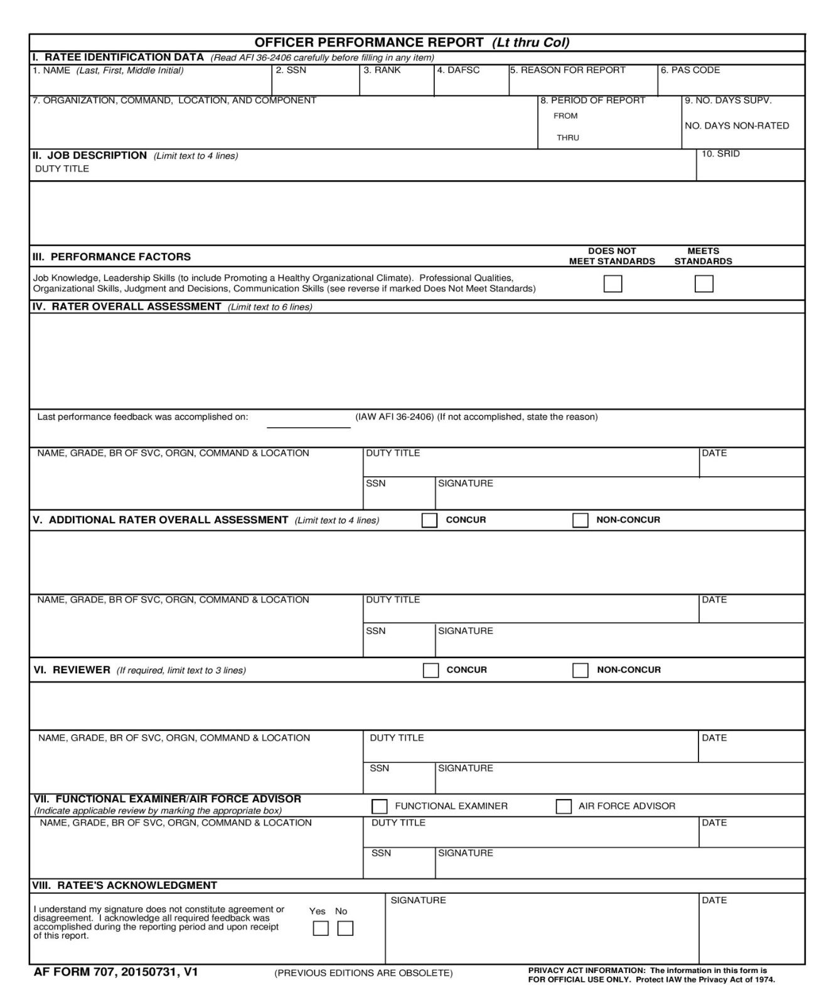 OFFICER PERFORMANCE REPORT (Lt thru Col)
I. RATEE IDENTIFICATION DATA (Read AFI 36-2406 carefully before filling in any item)
1. NAME (Last, First, Middle Initial) 2. SSN 3. RANK 4. DAFSC 5. REASON FOR REPORT 6. PAS CODE
7. ORGANIZATION, COMMAND, LOCATION, AND COMPONENT 8. PERIOD OF REPORT 9. NO. DAYS SUPV.
FROM
NO. DAYS NON-RATED
THRU
II. JOB DESCRIPTION (Limit text to 4 lines) 10. SRID
DUTY TITLE
III. PERFORMANCE FACTORS
DOES NOT
MEET STANDARDS
MEETS
STANDARDS
Job Knowledge, Leadership Skills (to include Promoting a Healthy Organizational Climate). Professional Qualities,
Organizational Skills, Judgment and Decisions, Communication Skills (see reverse if marked Does Not Meet Standards)
IV. RATER OVERALL ASSESSMENT (Limit text to 6 lines)
Last performance feedback was accomplished on: (IAW AFI 36-2406) (If not accomplished, state the reason)
NAME, GRADE, BR OF SVC, ORGN, COMMAND & LOCATION DUTY TITLE DATE
SSN SIGNATURE
V. ADDITIONAL RATER OVERALL ASSESSMENT (Limit text to 4 lines) CONCUR NON-CONCUR
NAME, GRADE, BR OF SVC, ORGN, COMMAND & LOCATION DUTY TITLE DATE
SSN SIGNATURE
VI. REVIEWER (If required, limit text to 3 lines) CONCUR NON-CONCUR
NAME, GRADE, BR OF SVC, ORGN, COMMAND & LOCATION DUTY TITLE DATE
SSN SIGNATURE
VII. FUNCTIONAL EXAMINER/AIR FORCE ADVISOR
(Indicate applicable review by marking the appropriate box)
FUNCTIONAL EXAMINER AIR FORCE ADVISOR
NAME, GRADE, BR OF SVC, ORGN, COMMAND & LOCATION DUTY TITLE DATE
SSN SIGNATURE
VIII. RATEE'S ACKNOWLEDGMENT
I understand my signature does not constitute agreement or
disagreement. I acknowledge all required feedback was
accomplished during the reporting period and upon receipt
of this report.
Yes No
SIGNATURE DATE
AF FORM 707, 20150731, V1 (PREVIOUS EDITIONS ARE OBSOLETE)
PRIVACY ACT INFORMATION: The information in this form is
FOR OFFICIAL USE ONLY. Protect IAW the Privacy Act of 1974.